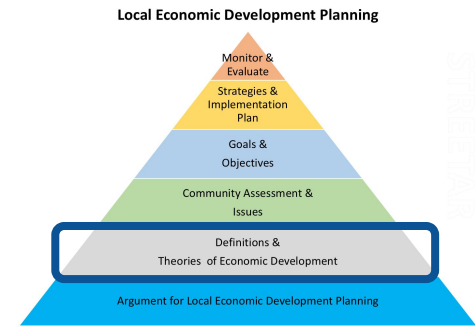 Local Economic Development Planning
Monitor &
Evaluate
Strategies &
Implementation
Plan
Goals &
Objectives
Community Assessment &
Issues
Definitions &
Theories of Economic Development
Argument for Local Economic Development Planning